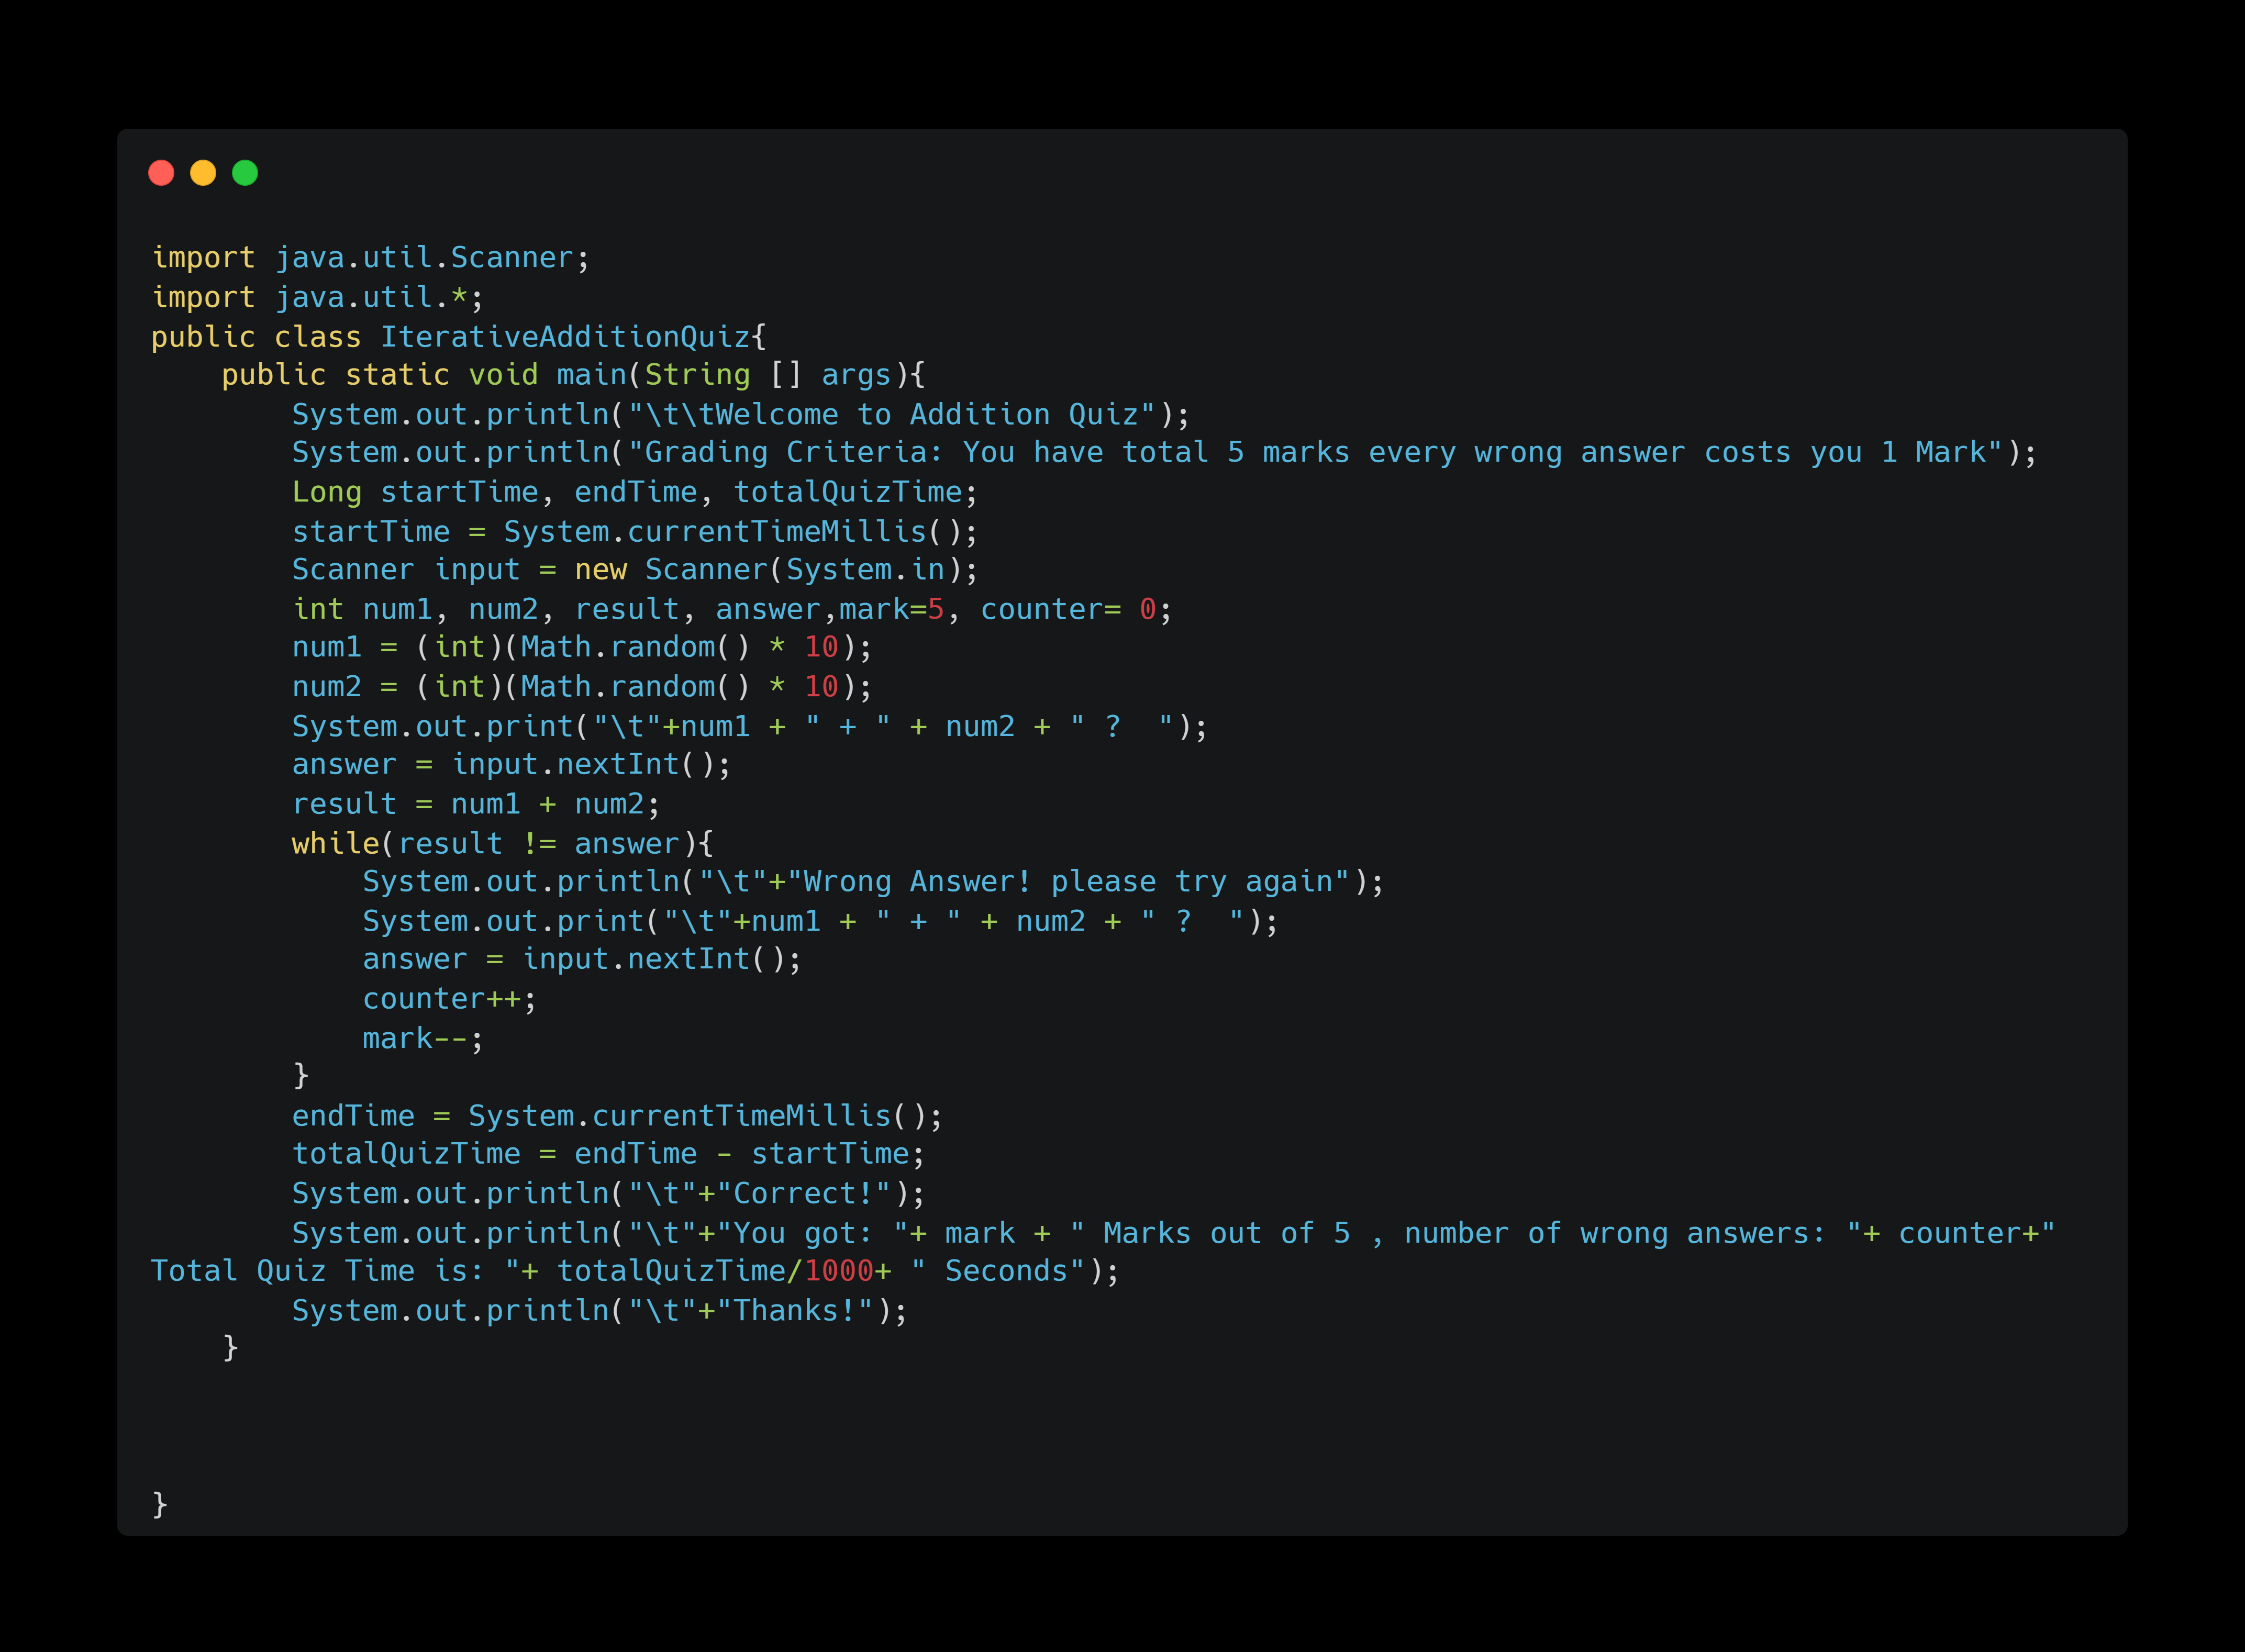 import java.util.Scanner;
import java.util.*;
public class IterativeAdditionQuiz{
    public static void main(String [] args){
        System.out.println("\t\tWelcome to Addition Quiz");
        System.out.println("Grading Criteria: You have total 5 marks every wrong answer costs you 1 Mark");
        Long startTime, endTime, totalQuizTime;
        startTime = System.currentTimeMillis();
        Scanner input = new Scanner(System.in);
        int num1, num2, result, answer,mark=5, counter= 0;
        num1 = (int)(Math.random() * 10);
        num2 = (int)(Math.random() * 10);
        System.out.print("\t"+num1 + " + " + num2 + " ?  ");
        answer = input.nextInt();
        result = num1 + num2;
        while(result != answer){
            System.out.println("\t"+"Wrong Answer! please try again");
            System.out.print("\t"+num1 + " + " + num2 + " ?  ");
            answer = input.nextInt();
            counter++;
            mark--;
        }
        endTime = System.currentTimeMillis();
        totalQuizTime = endTime - startTime;
        System.out.println("\t"+"Correct!");
        System.out.println("\t"+"You got: "+ mark + " Marks out of 5 , number of wrong answers: "+ counter+"
Total Quiz Time is: "+ totalQuizTime/1000+ " Seconds");
        System.out.println("\t"+"Thanks!");
    }
}